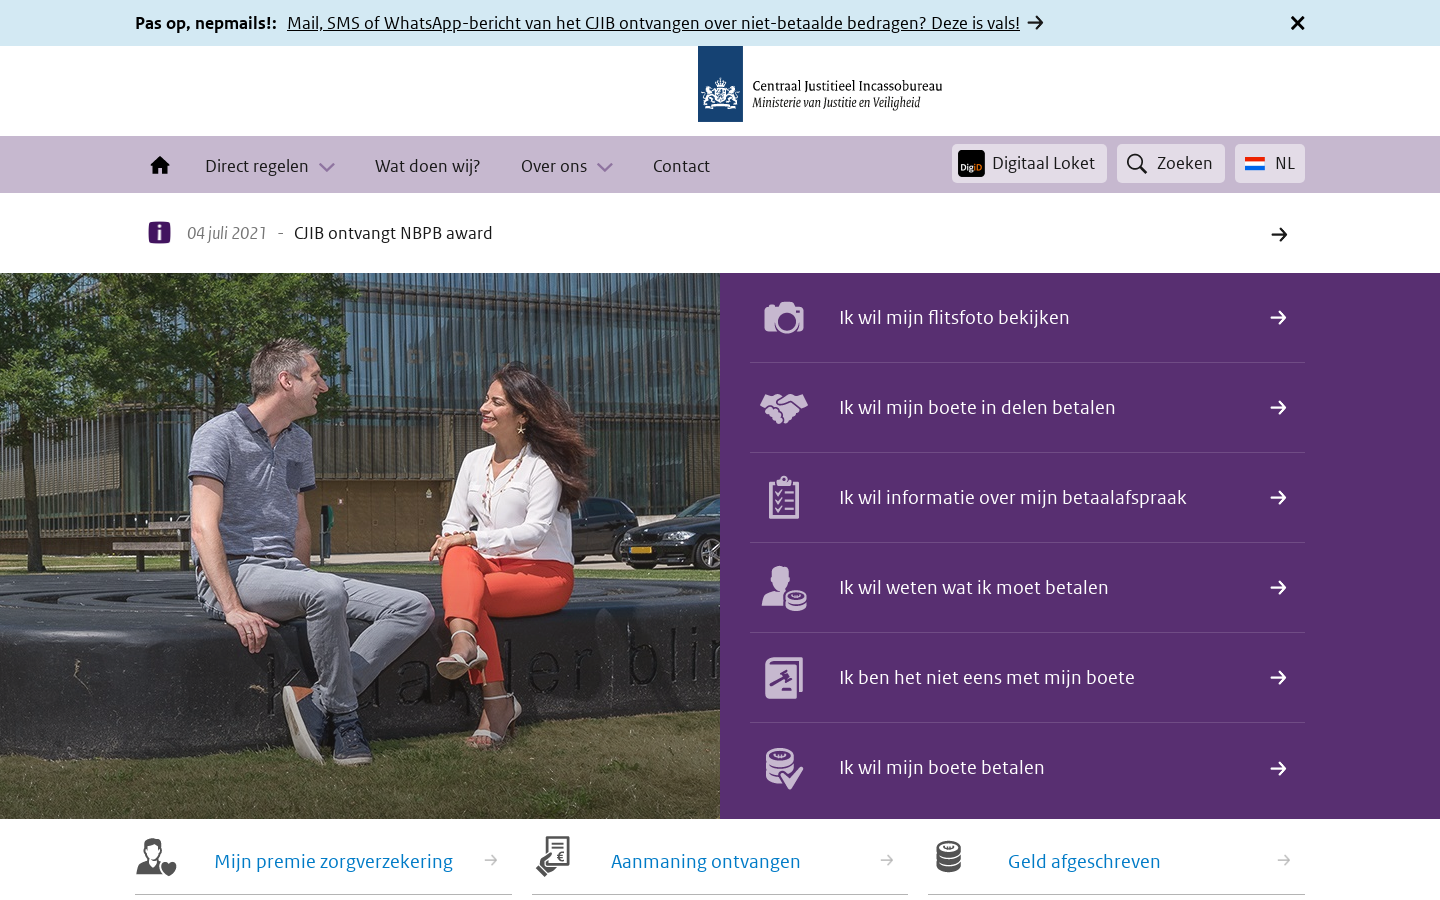 Pas op, nepmails!: Mail, SMS of WhatsApp-bericht van het CJIB ontvangen over niet-betaalde bedragen? Deze is vals!
Centraal Justitieel Incassobureau
Ministerie van Justitie en Veiligheid
Direct regelen Wat doen wij? Over ons Contact DigiD Digitaal Loket Zoeken NL
04 juli 2021 - CJIB ontvangt NBPB award
Ik wil mijn flitsfoto bekijken
Ik wil mijn boete in delen betalen
Ik wil informatie over mijn betaalafspraak
Ik wil weten wat ik moet betalen
Ik ben het niet eens met mijn boete
Ik wil mijn boete betalen
Mijn premie zorgverzekering Aanmaning ontvangen Geld afgeschreven